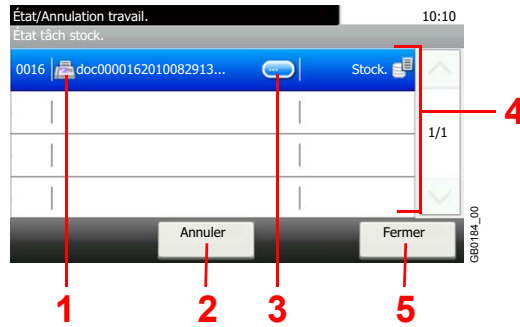 État/Annulation travail. 10:10
État tâch stock.
0016 doc0000162010082913... Stock.
4
1/1
Annuler Fermer
GB0184_00
1 2 3 5